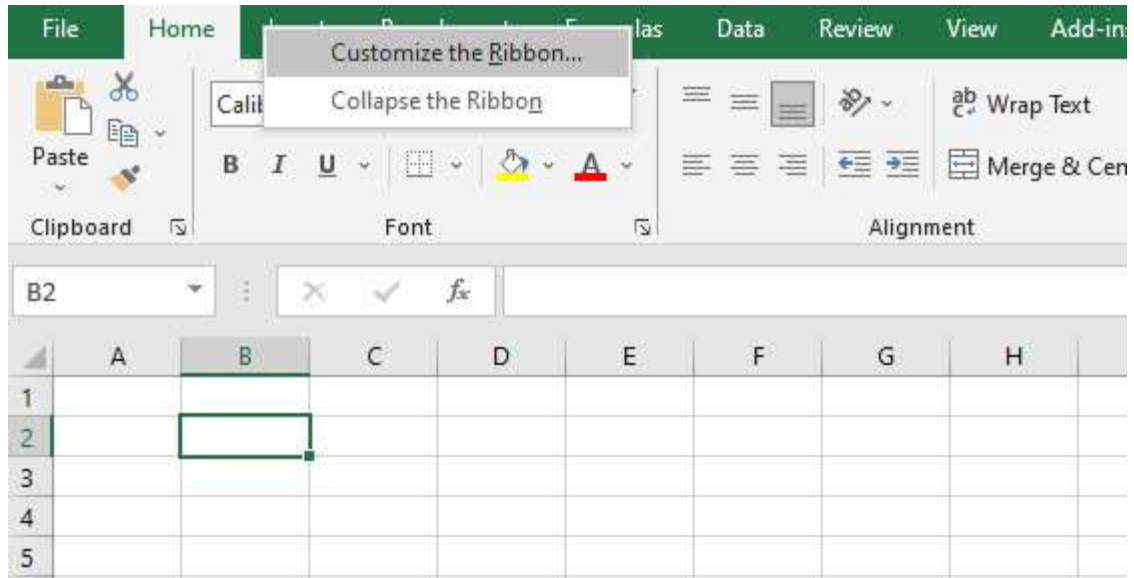 File Home las Data Review View Add-in
Customize the Ribbon...
Collapse the Ribbon
Calib
ab
Wrap Text
Paste
B I U A
Merge & Cen
Clipboard Font Alignment
B2 fx
A B C D E F G H
1
2
3
4
5